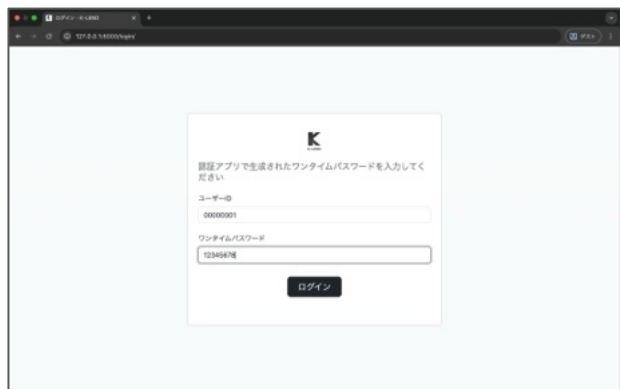 ログイン - K-LEND
127.0.0.1:8000/login/
ゲスト
K
K-LEND
認証アプリで生成されたワンタイムパスワードを入力してく
ださい
ユーザーID
00000001
ワンタイムパスワード
12345678
ログイン